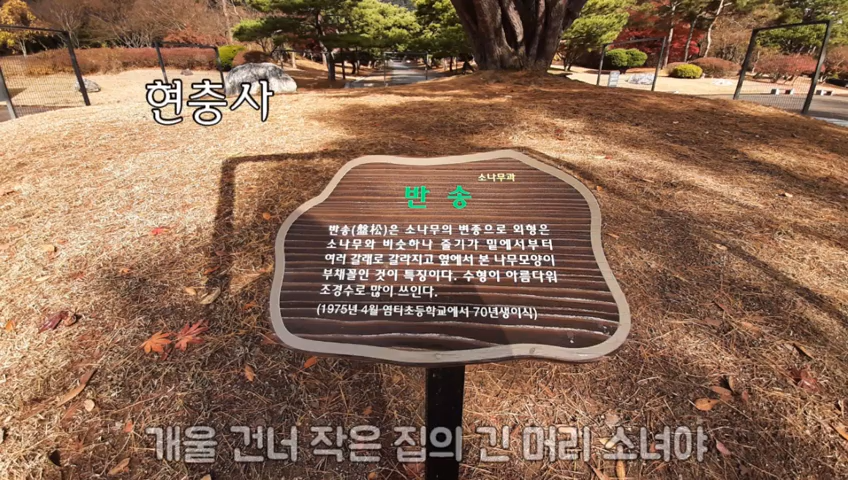 현충사
소나무과
반 송
반송(盤松)은 소나무의 변종으로 외형은
소나무와 비슷하나 줄기가 밑에서부터
여러 갈래로 갈라지고 옆에서 본 나무모양이
부채꼴인 것이 특징이다. 수형이 아름다워
조경수로 많이 쓰인다.
(1975년 4월 염티초등학교에서 70년생이식)
개울 건너 작은 집의 긴 머리 소녀야